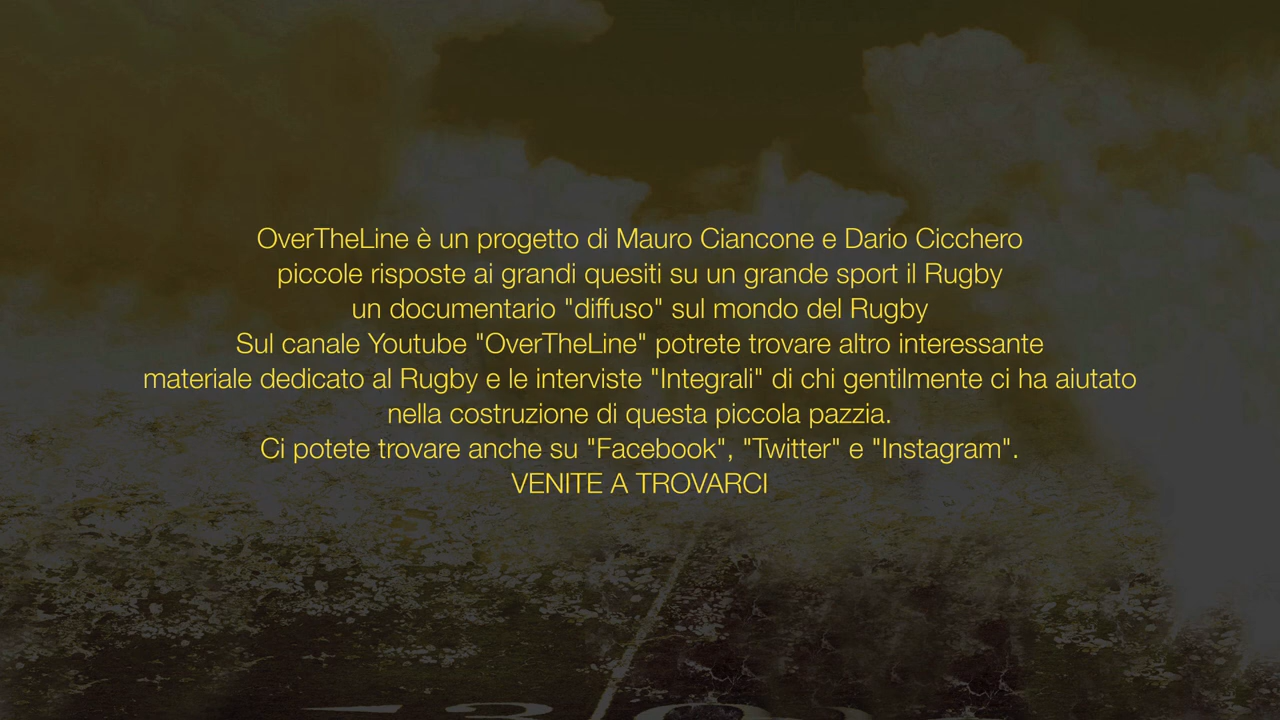 OverTheLine è un progetto di Mauro Ciancone e Dario Cicchero
piccole risposte ai grandi quesiti su un grande sport il Rugby
un documentario "diffuso" sul mondo del Rugby
Sul canale Youtube "OverTheLine" potrete trovare altro interessante
materiale dedicato al Rugby e le interviste "Integrali" di chi gentilmente ci ha aiutato
nella costruzione di questa piccola pazzia.
Ci potete trovare anche su "Facebook", "Twitter" e "Instagram".
VENITE A TROVARCI